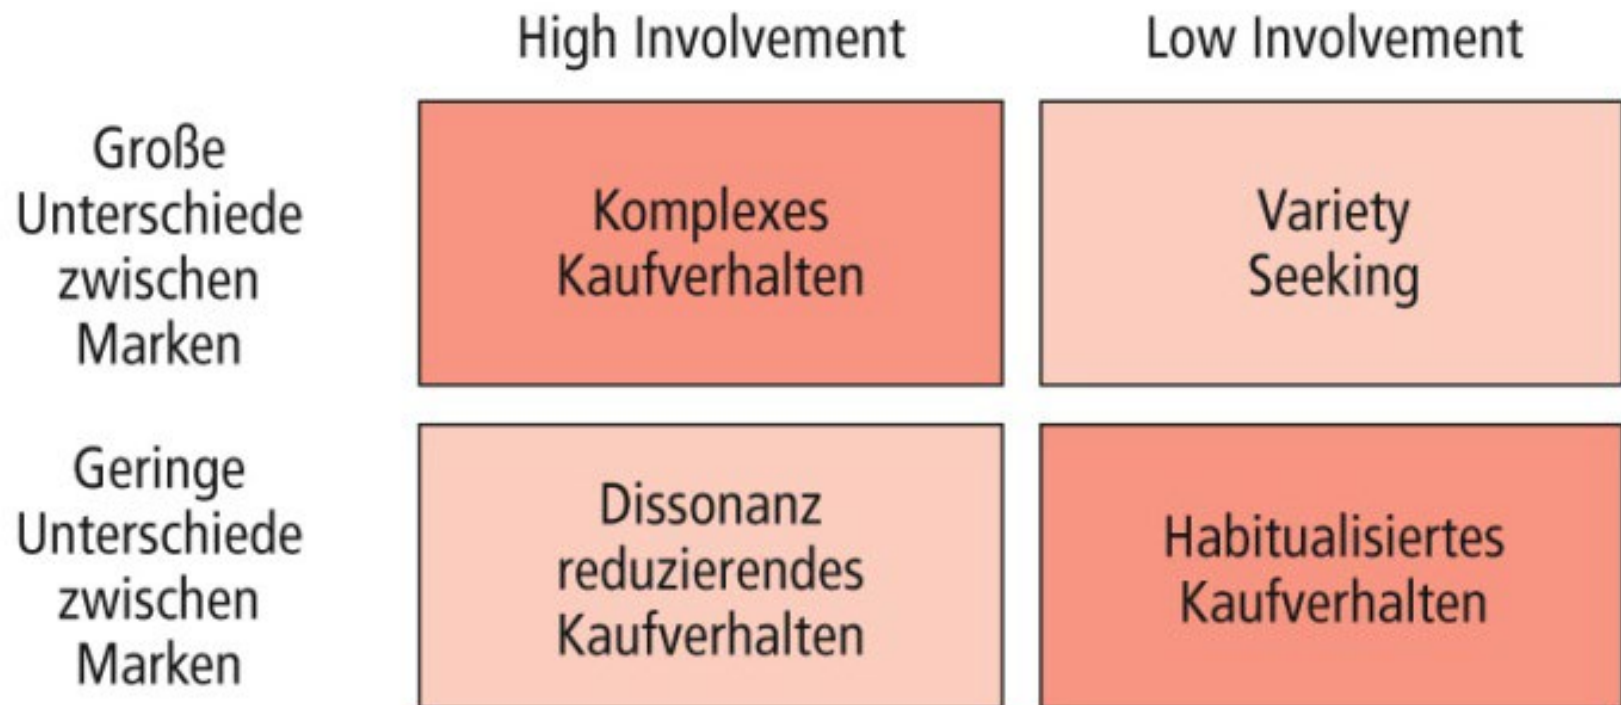 High Involvement
Low Involvement
Große
Unterschiede
zwischen
Marken
Komplexes
Kaufverhalten
Variety
Seeking
Geringe
Unterschiede
zwischen
Marken
Dissonanz
reduzierendes
Kaufverhalten
Habitualisiertes
Kaufverhalten